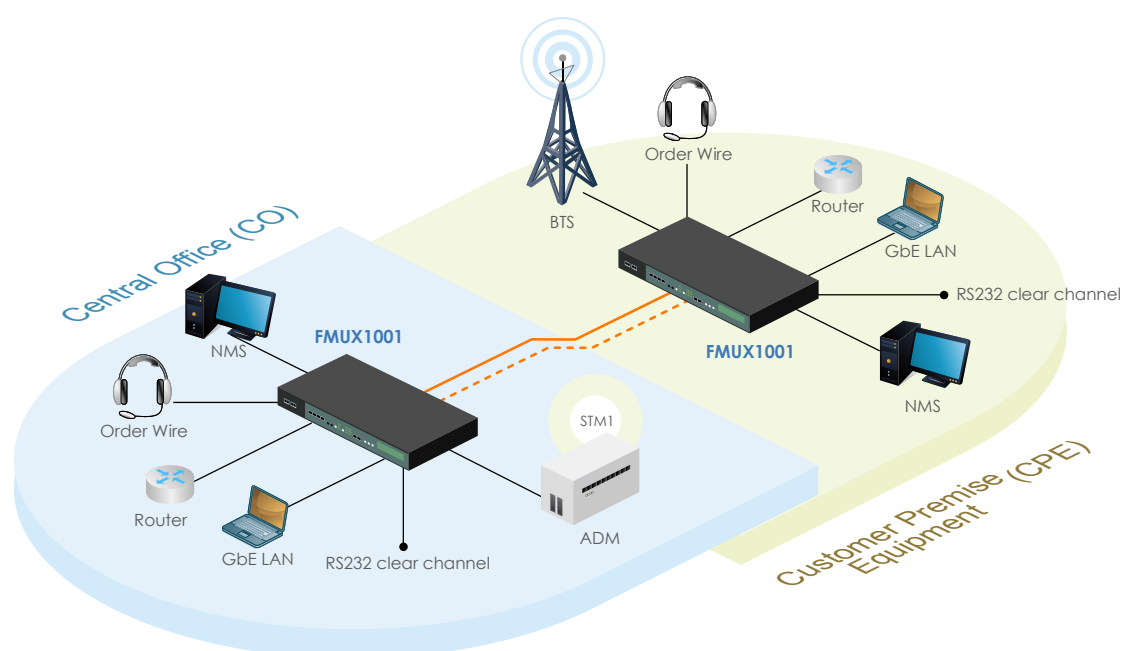 Order Wire
Router
BTS
GbE LAN
RS232 clear channel
FMUX1001
NMS
Central Office (CO)
NMS
FMUX1001
Order Wire
STM1
Router
GbE LAN
RS232 clear channel
ADM
Customer Premise (CPE)
Equipment